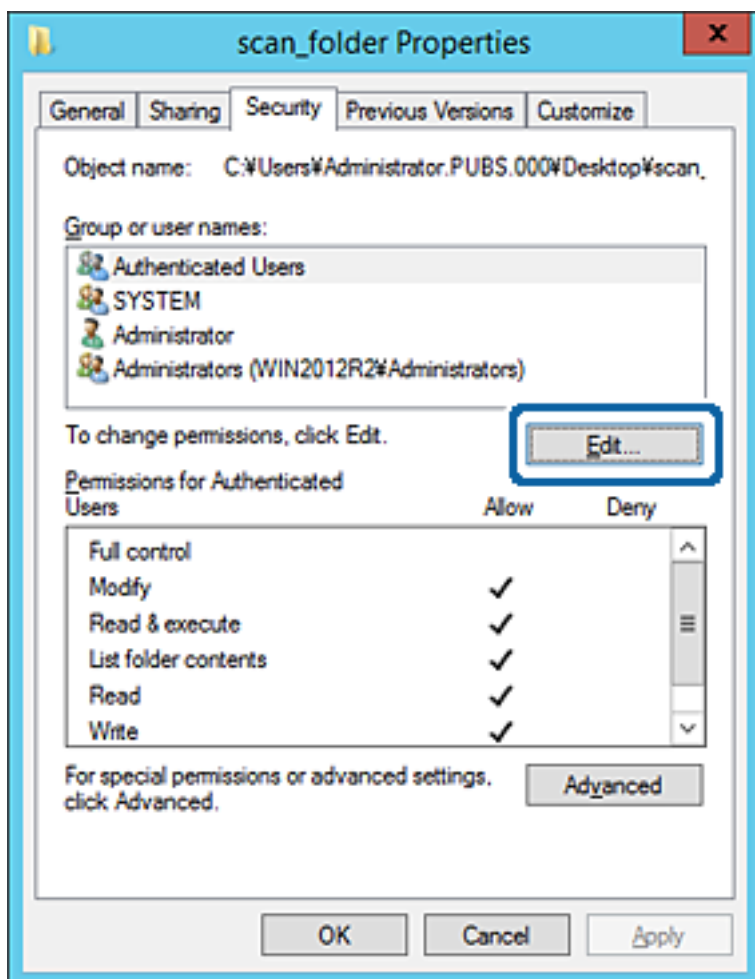 scan_folder Properties
x
General Sharing Security Previous Versions Customize
Object name: C:¥Users¥Administrator.PUBS.000¥Desktop¥scan_
Group or user names:
Authenticated Users
SYSTEM
Administrator
Administrators (WIN2012R2¥Administrators)
To change permissions, click Edit.
Edit...
Permissions for Authenticated
Users Allow Deny
Full control
Modify
Read & execute
List folder contents
Read
Write
For special permissions or advanced settings,
click Advanced.
Advanced
OK Cancel Apply